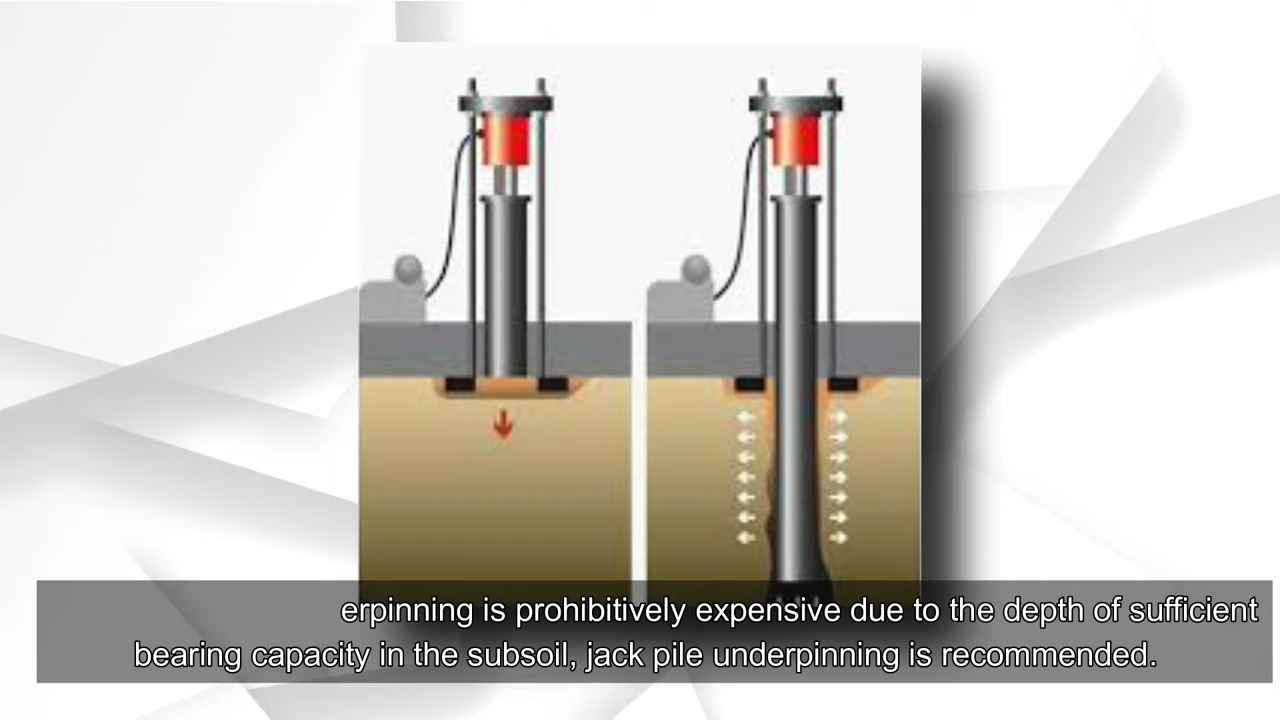 erpinning is prohibitively expensive due to the depth of sufficient
bearing capacity in the subsoil, jack pile underpinning is recommended.